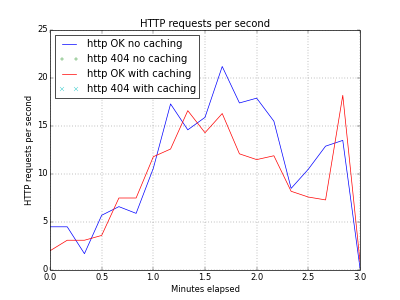 HTTP requests per second
http OK no caching
http 404 no caching
http OK with caching
http 404 with caching
HTTP requests per second
25
20
15
10
5
0
0.0 0.5 1.0 1.5 2.0 2.5 3.0
Minutes elapsed